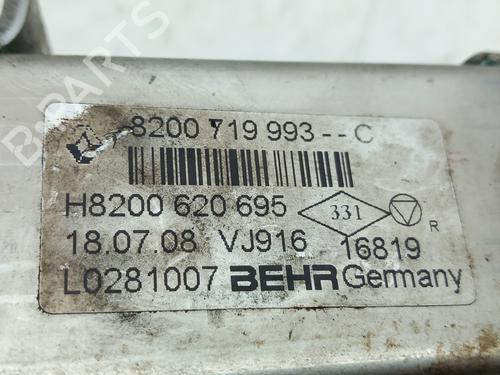 8200 719 993 -- C
H8200 620 695
331
R
18.07.08 VJ916 16819
L0281007 BEHR Germany
B-PARTS